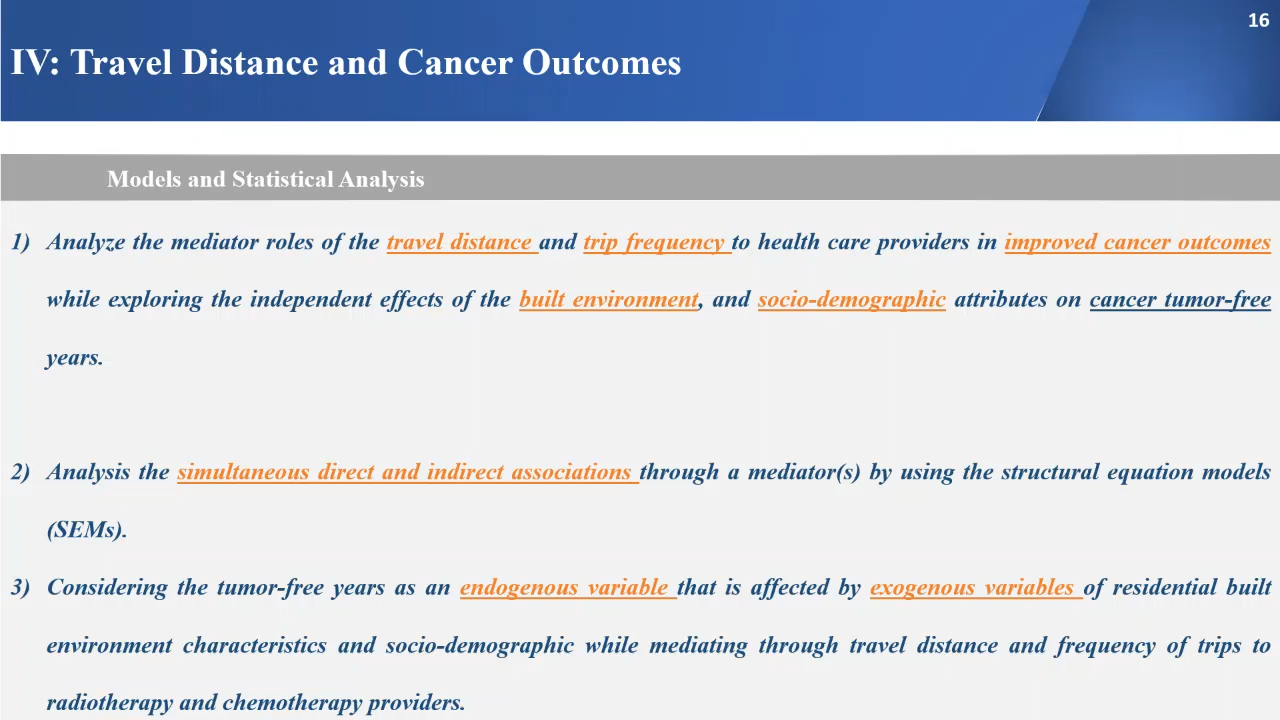 16
IV: Travel Distance and Cancer Outcomes
Models and Statistical Analysis
1) Analyze the mediator roles of the travel distance and trip frequency to health care providers in improved cancer outcomes
while exploring the independent effects of the built environment, and socio-demographic attributes on cancer tumor-free
years.
2) Analysis the simultaneous direct and indirect associations through a mediator(s) by using the structural equation models
(SEMs).
3) Considering the tumor-free years as an endogenous variable that is affected by exogenous variables of residential built
environment characteristics and socio-demographic while mediating through travel distance and frequency of trips to
radiotherapy and chemotherapy providers.